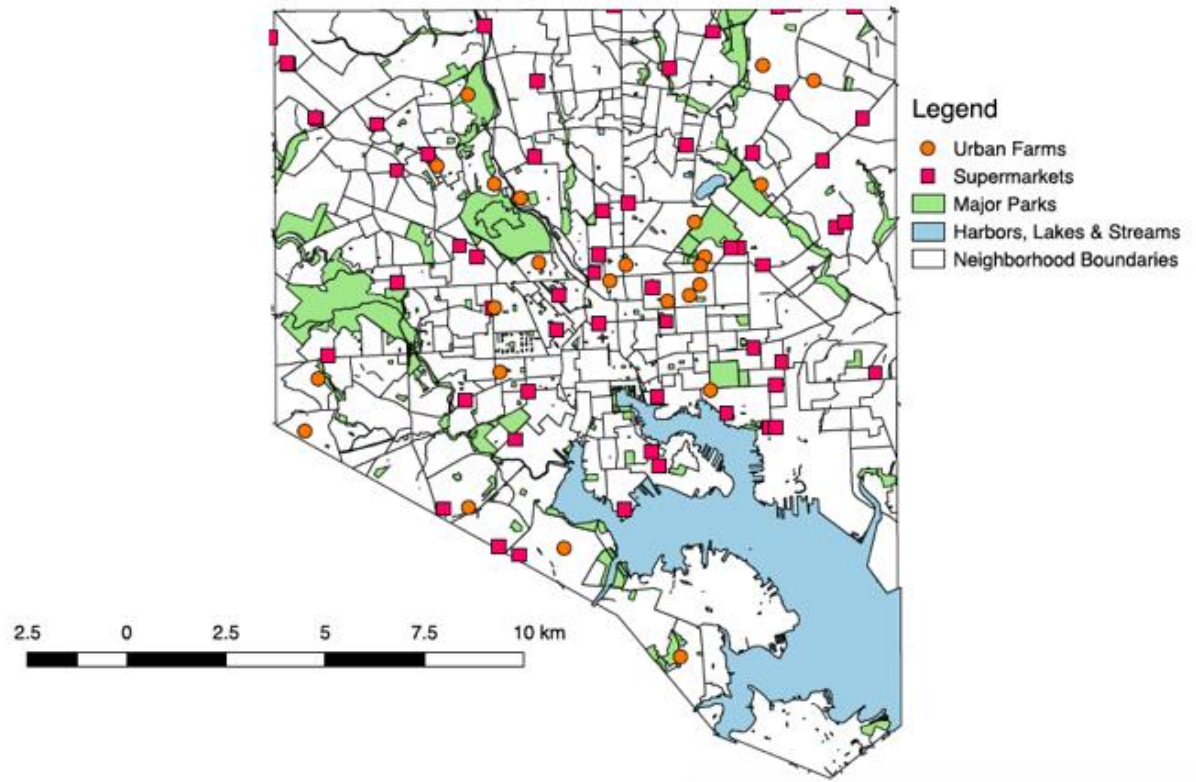 Legend
Urban Farms
Supermarkets
Major Parks
Harbors, Lakes & Streams
Neighborhood Boundaries
2.5 0 2.5 5 7.5 10 km